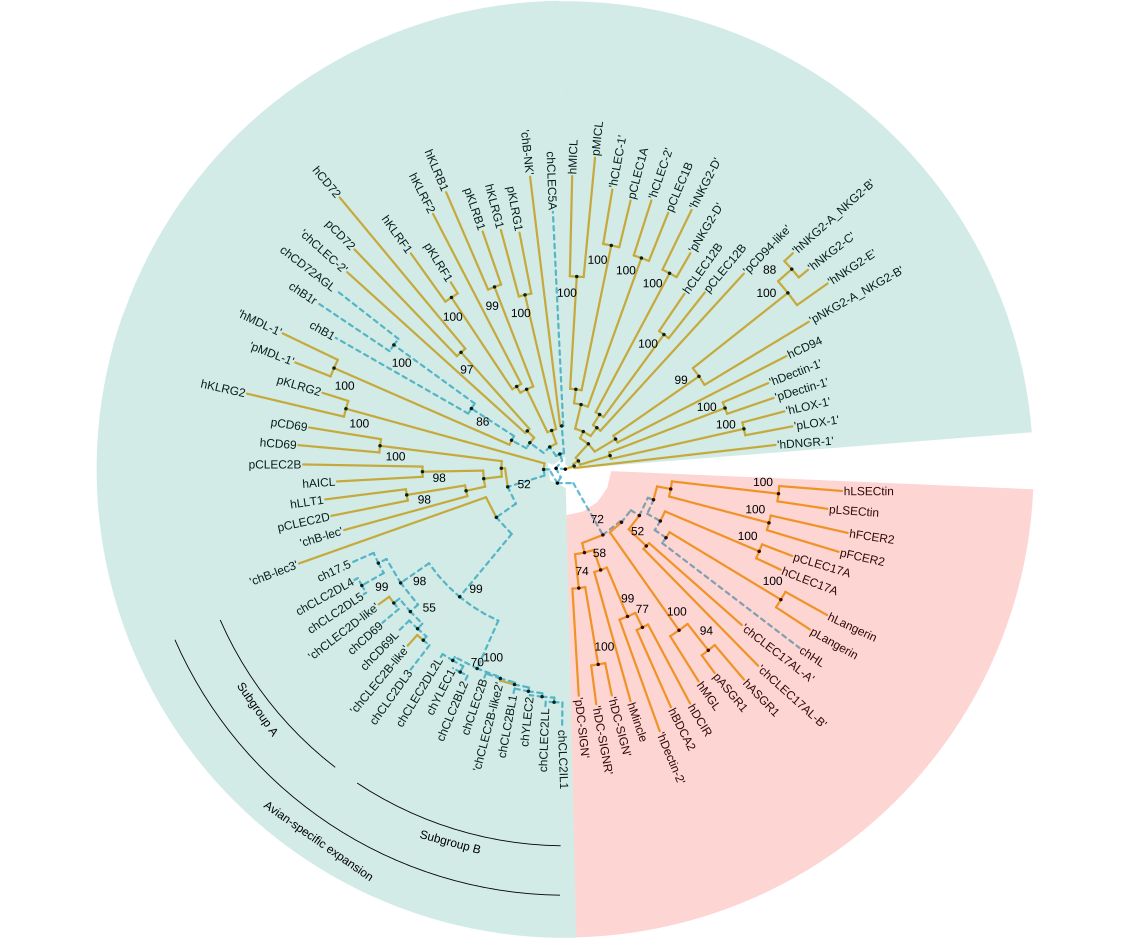 'chB-NK'
chCLEC5A
hMICL
pMICL
'hCLEC-1'
pCLEC1A
'hCLEC-2'
pCLEC1B
'hNKG2-D'
'pNKG2-D'
hCLEC12B
pCLEC12B
'pCD94-like'
'hNKG2-A_NKG2-B'
'hNKG2-C'
'hNKG2-E'
'pNKG2-A_NKG2-B'
hCD94
'hDectin-1'
'pDectin-1'
'hLOX-1'
'pLOX-1'
'hDNGR-1'
hLSECtin
pLSECtin
hFCER2
pFCER2
pCLEC17A
hCLEC17A
hLangerin
pLangerin
chHL
'chCLEC17AL-A'
'chCLEC17AL-B'
hASGR1
pASGR1
hMGL
hDCIR
hBDCA2
hDectin-2'
hMincle
'hDC-SIGN'
'hDC-SIGNR'
'pDC-SIGN'
chCLC2IL1
chCLEC21L
chYLEC2
chCLC2BL1
'chCLEC2B-like2'
chCLEC2B
chCLC2BL2
chYLEC1
chCLEC2DL2L
chCLC2DL3
'chCLEC2B-like'
chCD69L
chCD69
'chCLEC2D-like'
chCLC2DL5
chCLC2DL4
ch17.5
'chB-lec3'
'chB-lec'
pCLEC2D
hLLT1
hAICL
pCLEC2B
hCD69
pCD69
hKLRG2
pKLRG2
'pMDL-1'
'hMDL-1'
chB1
chB1r
chCD72AGL
'chCLEC-2'
pCD72
hCD72
hKLRF1
pKLRF1
hKLRF2
hKLRB1
pKLRB1
hKLRG1
pKLRG1
100
100
100
100
100
88
100
99
100
100
100
99
100
97
100
86
100
100
100
98
98
52
99
98
99
55
70
100
72
52
58
74
99
77
100
100
94
100
100
100
100
Subgroup A
Subgroup B
Avian-specific expansion